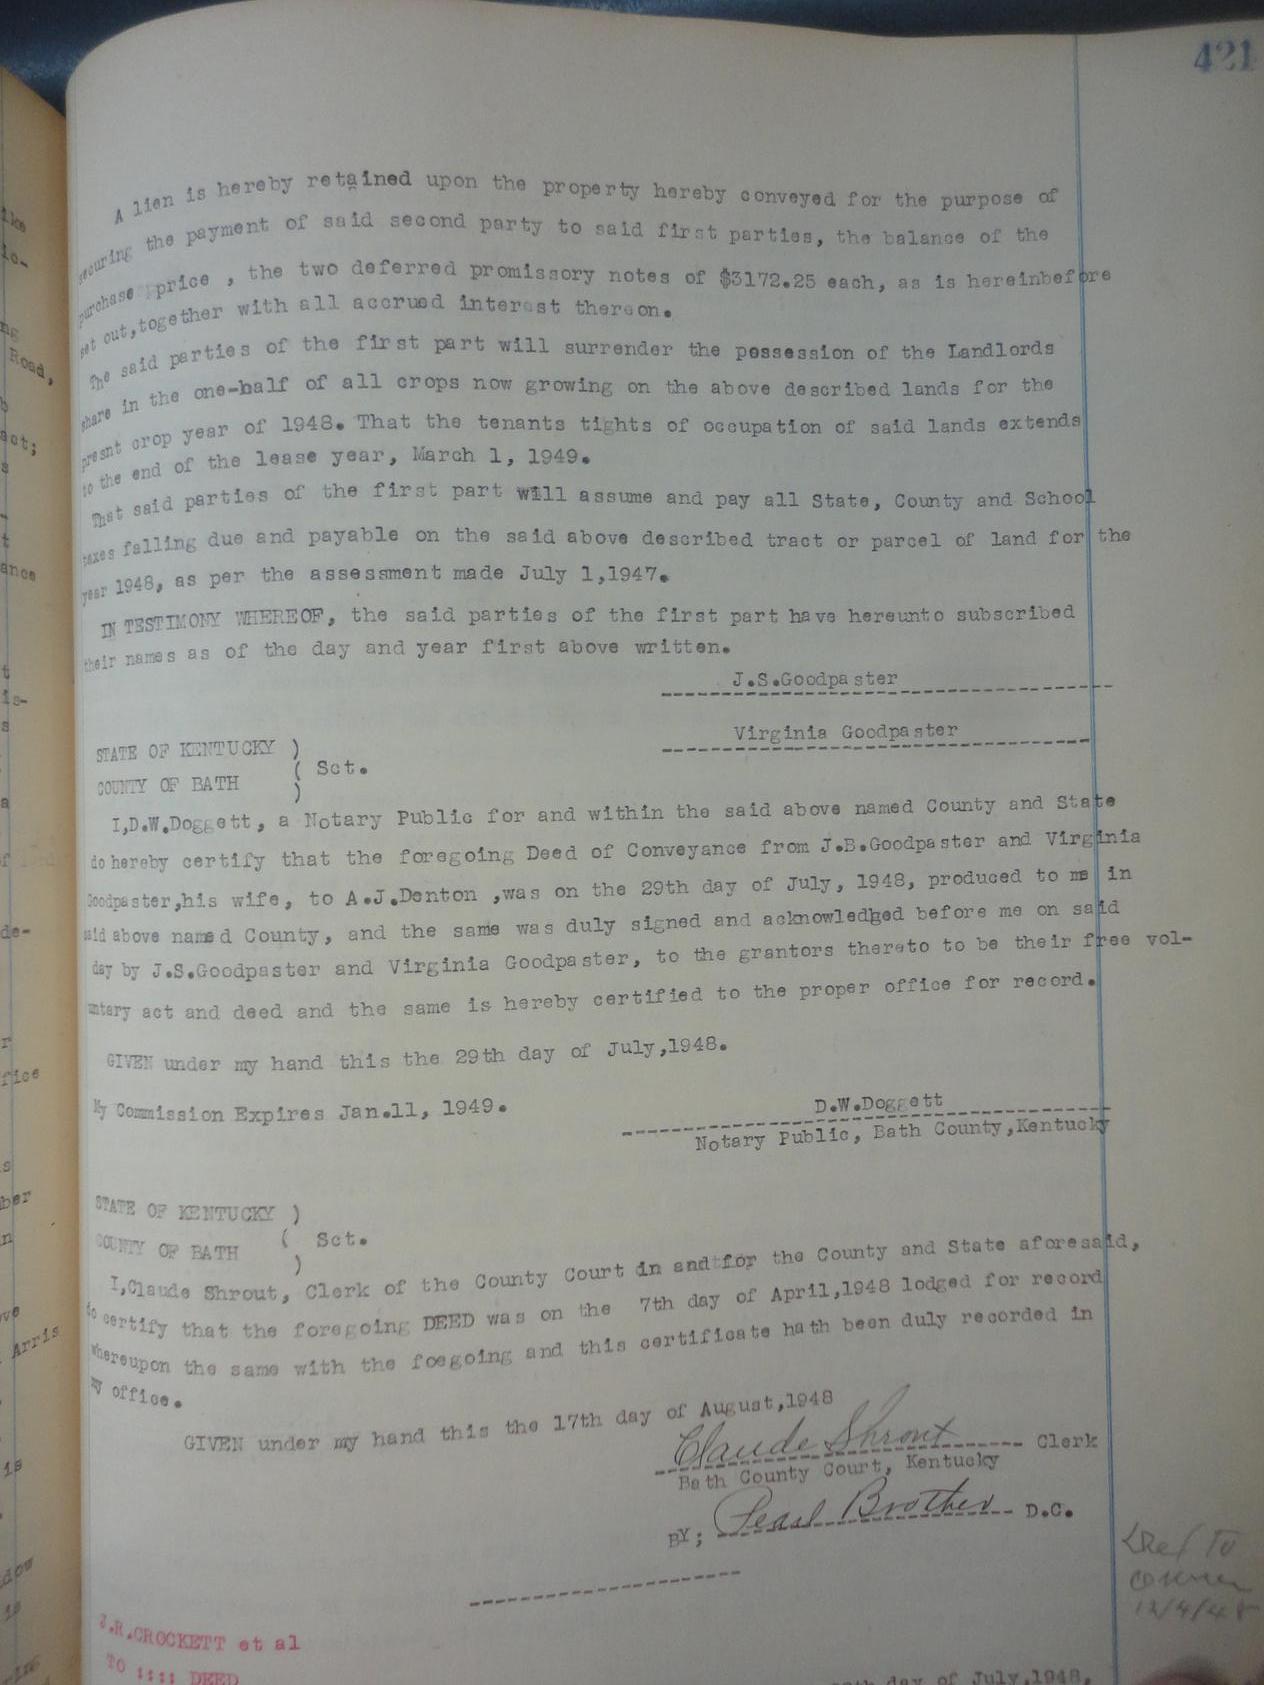 421
A lien is hereby retained upon the property hereby conveyed for the purpose of
securing the payment of said second party to said first parties, the balance of the
purchase price , the two deferred promissory notes of $3172.25 each, as is hereinbefore
set out,together with all accrued interest thereon.
The said parties of the first part will surrender the possession of the Landlords
share in the one-half of all crops now growing on the above described lands for the
presnt crop year of 1948. That the tenants tights of occupation of said lands extends
to the end of the lease year, March 1, 1949.
That said parties of the first part will assume and pay all State, County and School
taxes falling due and payable on the said above described tract or parcel of land for the
year 1948, as per the assessment made July 1,1947.
IN TESTIMONY WHEREOF, the said parties of the first part have hereunto subscribed
their names as of the day and year first above written.
J.S.Goodpaster
Virginia Goodpaster
STATE OF KENTUCKY )
( Sct.
COUNTY OF BATH )
I,D.W.Doggett, a Notary Public for and within the said above named County and State
do hereby certify that the foregoing Deed of Conveyance from J.B.Goodpaster and Virginia
Goodpaster,his wife, to A.J.Denton ,was on the 29th day of July, 1948, produced to me in
said above named County, and the same was duly signed and acknowledged before me on said
day by J.S.Goodpaster and Virginia Goodpaster, to the grantors thereto to be their free vol-
untary act and deed and the same is hereby certified to the proper office for record.
GIVEN under my hand this the 29th day of July,1948.
My Commission Expires Jan.11, 1949.
D.W.Doggett
Notary Public, Bath County,Kentucky
STATE OF KENTUCKY )
( Sct.
COUNTY OF BATH )
I,Claude Shrout, Clerk of the County Court in and for the County and State aforesaid,
do certify that the foregoing DEED was on the 7th day of April,1948 lodged for record
whereupon the same with the foegoing and this certificate hath been duly recorded in
my office.
GIVEN under my hand this the 17th day of August,1948
Claude Shrout Clerk
Bath County Court, Kentucky
BY; Pearl Brother D.C.
Del To
Owner
12/4/48
J.R.CROCKETT et al
TO :::: DEED
day of July,1948,